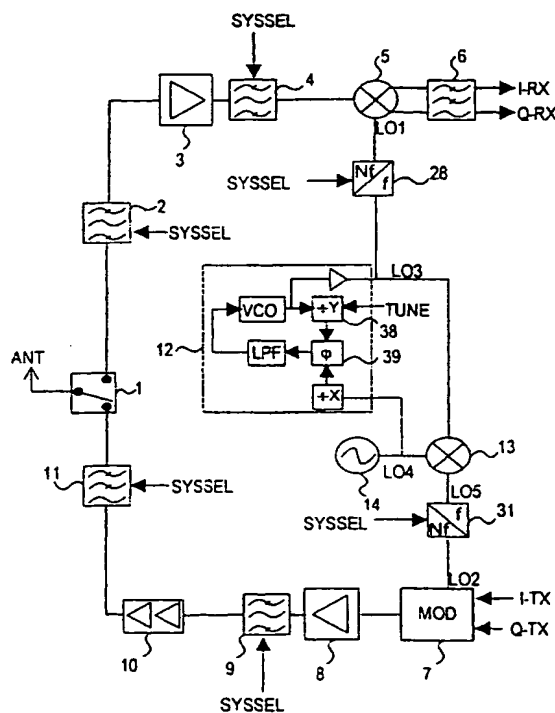 SYSSEL
5
6
4
I-RX
Q-RX
LO1
3
Nf
f
28
SYSSEL
2
SYSSEL
LO3
VCO
+Y
TUNE
38
12
LPF
φ
39
ANT
1
+X
13
11
SYSSEL
14
LO4
LO5
f
Nf
31
SYSSEL
LO2
I-TX
MOD
Q-TX
10
9
8
7
SYSSEL